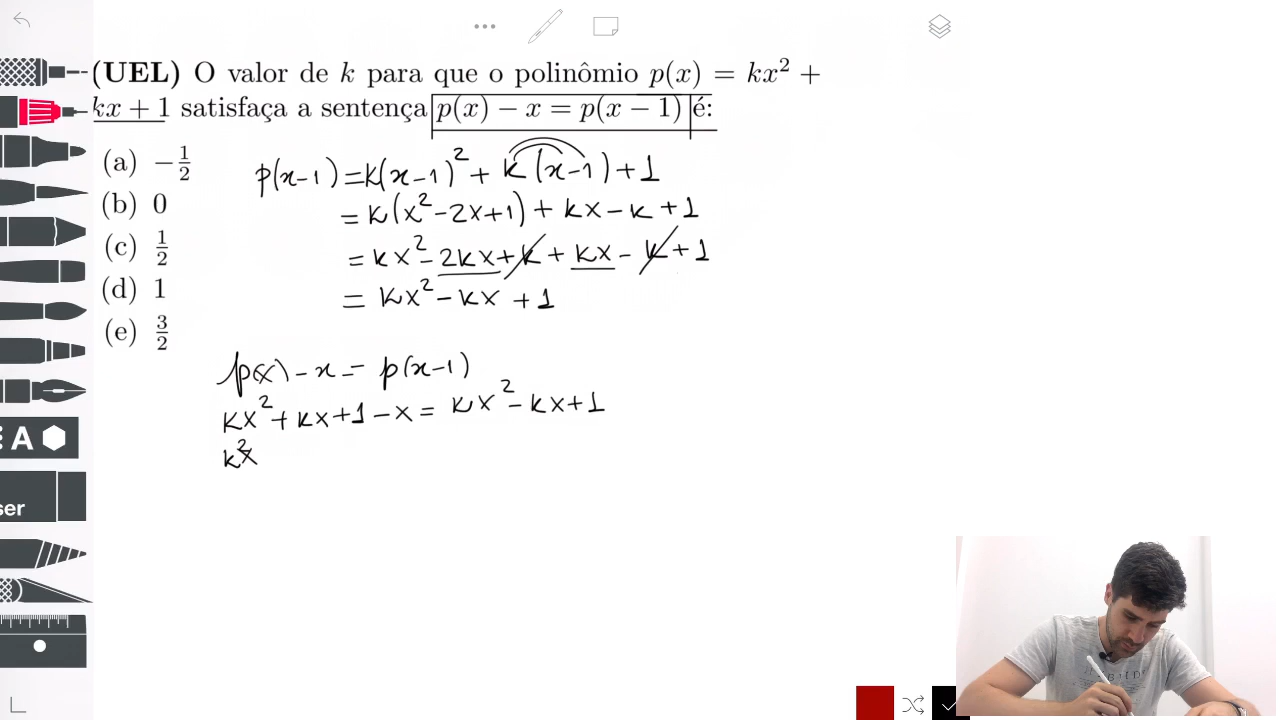 (UEL) O valor de k para que o polinômio p(x) = kx² +
kx + 1 satisfaça a sentença p(x) − x = p(x − 1) é:
(a) −1/2
(b) 0
(c) 1/2
(d) 1
(e) 3/2
p(x-1) = k(x-1)² + k(x-1) + 1
= k(x² - 2x + 1) + kx - k + 1
= kx² - 2kx + k + kx - k + 1
= kx² - kx + 1
p(x) - x = p(x-1)
kx² + kx + 1 - x = kx² - kx + 1
k²x
A
ser